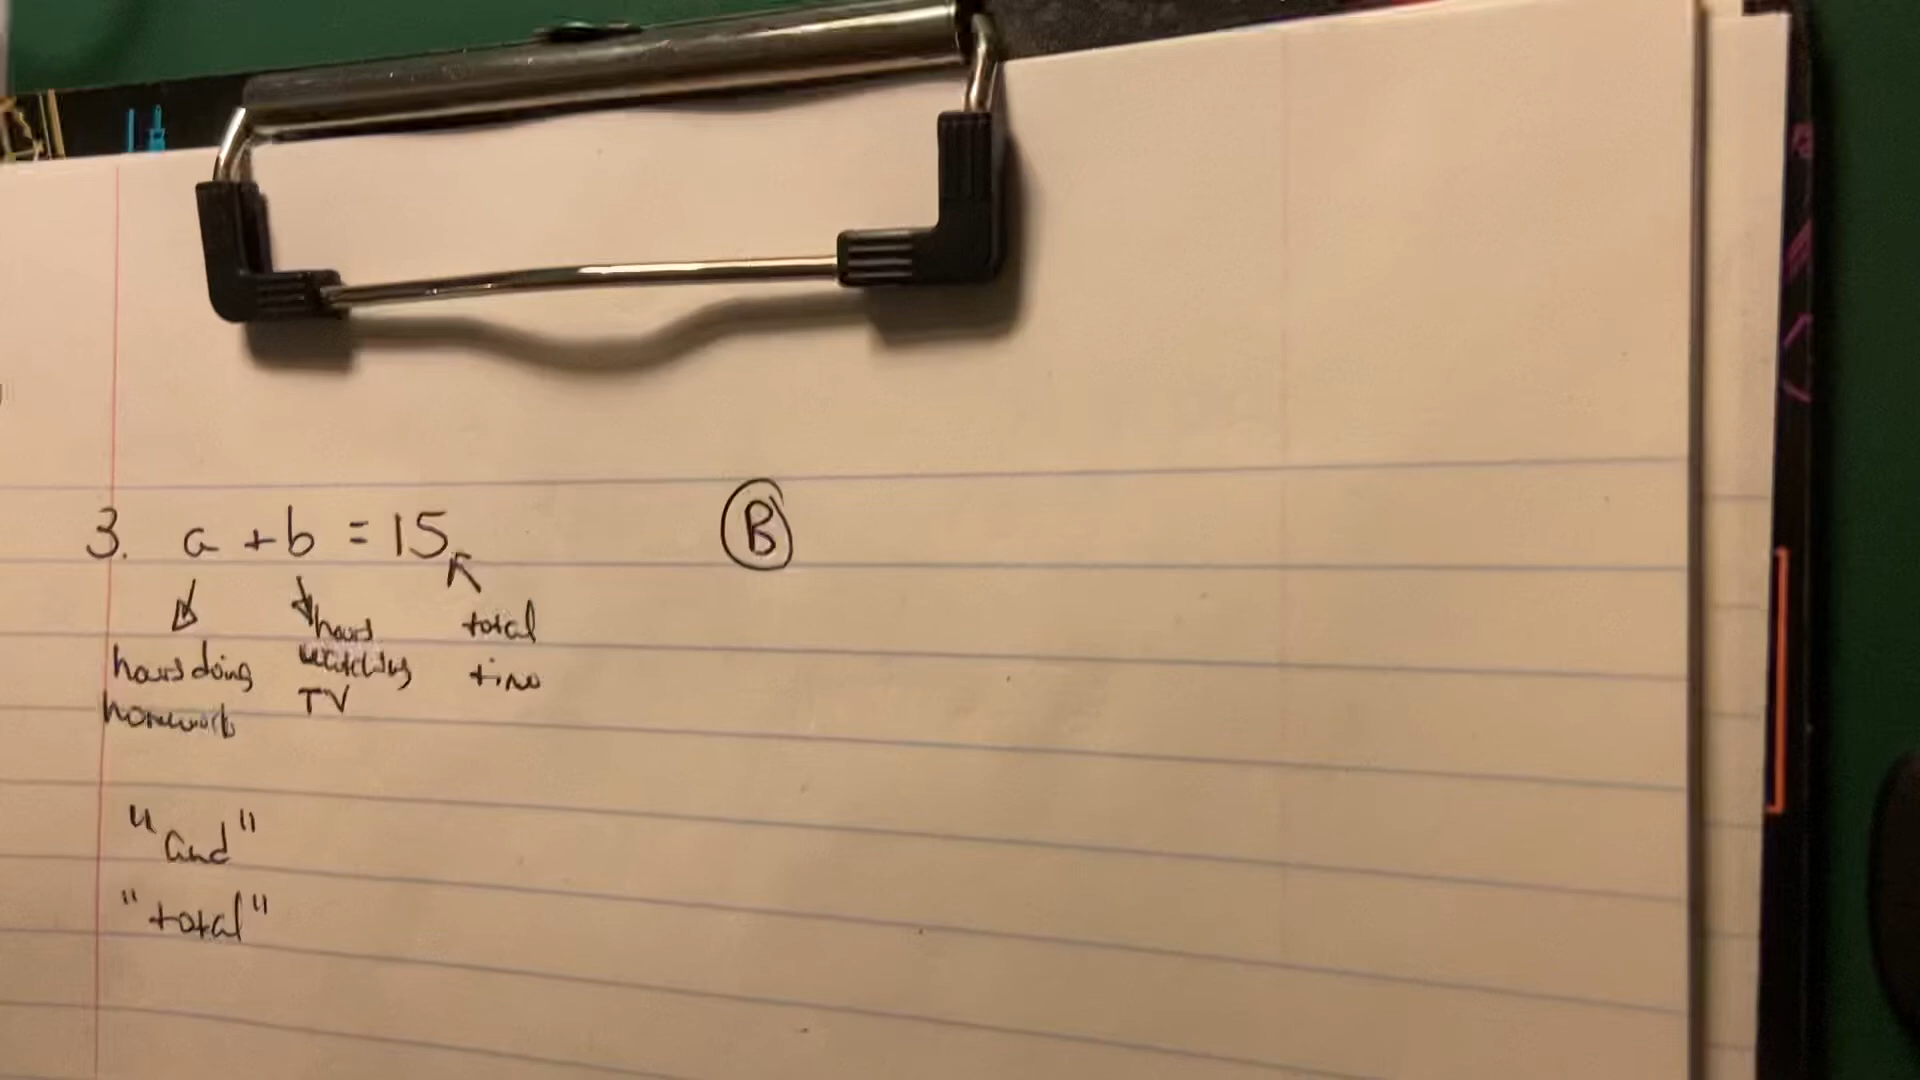 3. a + b = 15
B
hours doing
homework
hours
watching
TV
total
time
"and"
"total"